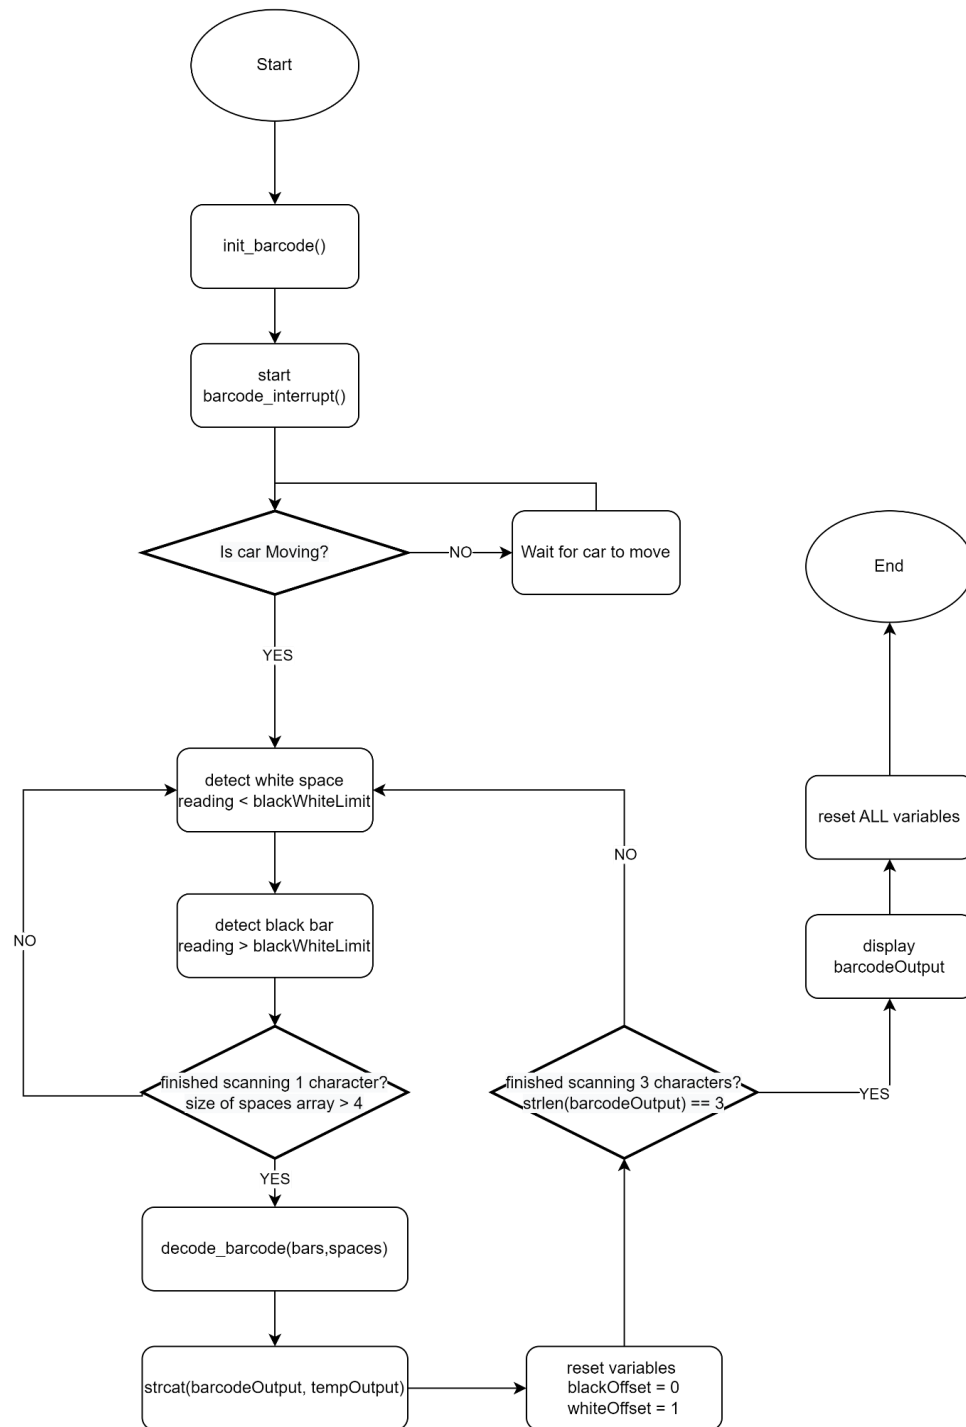 Start
init_barcode()
start
barcode_interrupt()
Is car Moving?
NO
Wait for car to move
YES
detect white space
reading < blackWhiteLimit
detect black bar
reading > blackWhiteLimit
NO
finished scanning 1 character?
size of spaces array > 4
YES
decode_barcode(bars,spaces)
strcat(barcodeOutput, tempOutput)
reset variables
blackOffset = 0
whiteOffset = 1
finished scanning 3 characters?
strlen(barcodeOutput) == 3
NO
YES
display
barcodeOutput
reset ALL variables
End